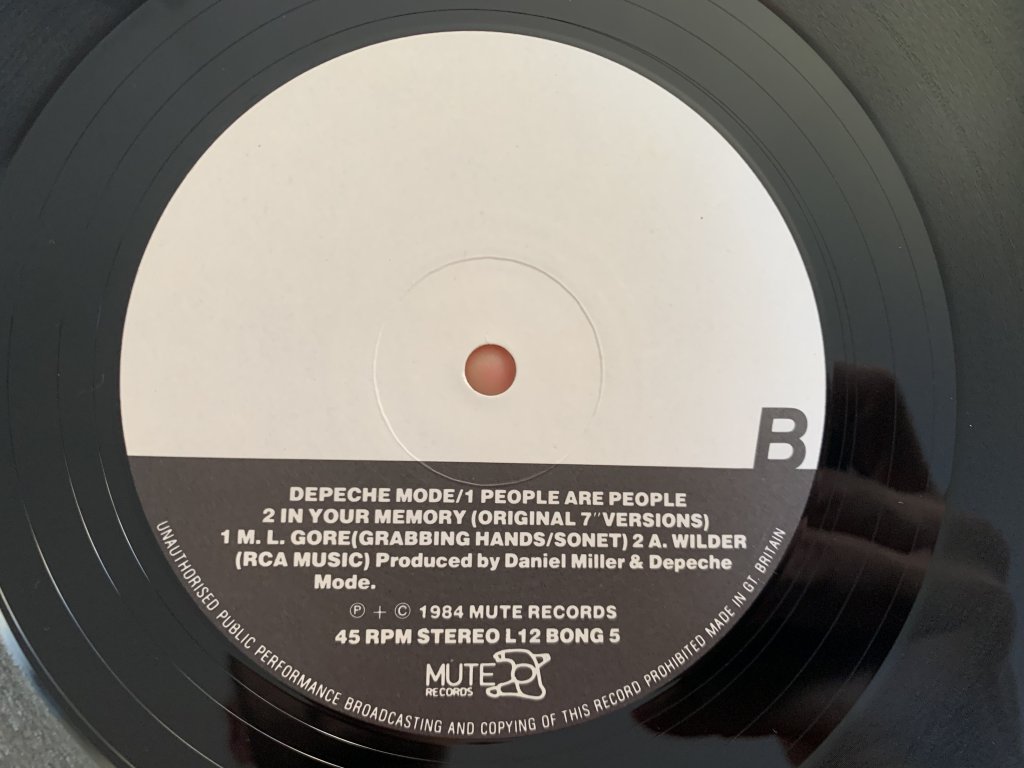 B
DEPECHE MODE/1 PEOPLE ARE PEOPLE
2 IN YOUR MEMORY (ORIGINAL 7″ VERSIONS)
1 M. L. GORE(GRABBING HANDS/SONET) 2 A. WILDER
(RCA MUSIC) Produced by Daniel Miller & Depeche
Mode.
Ⓟ + © 1984 MUTE RECORDS
45 RPM STEREO L12 BONG 5
MUTE
RECORDS
UNAUTHORISED PUBLIC PERFORMANCE BROADCASTING AND COPYING OF THIS RECORD PROHIBITED MADE IN GT. BRITAIN